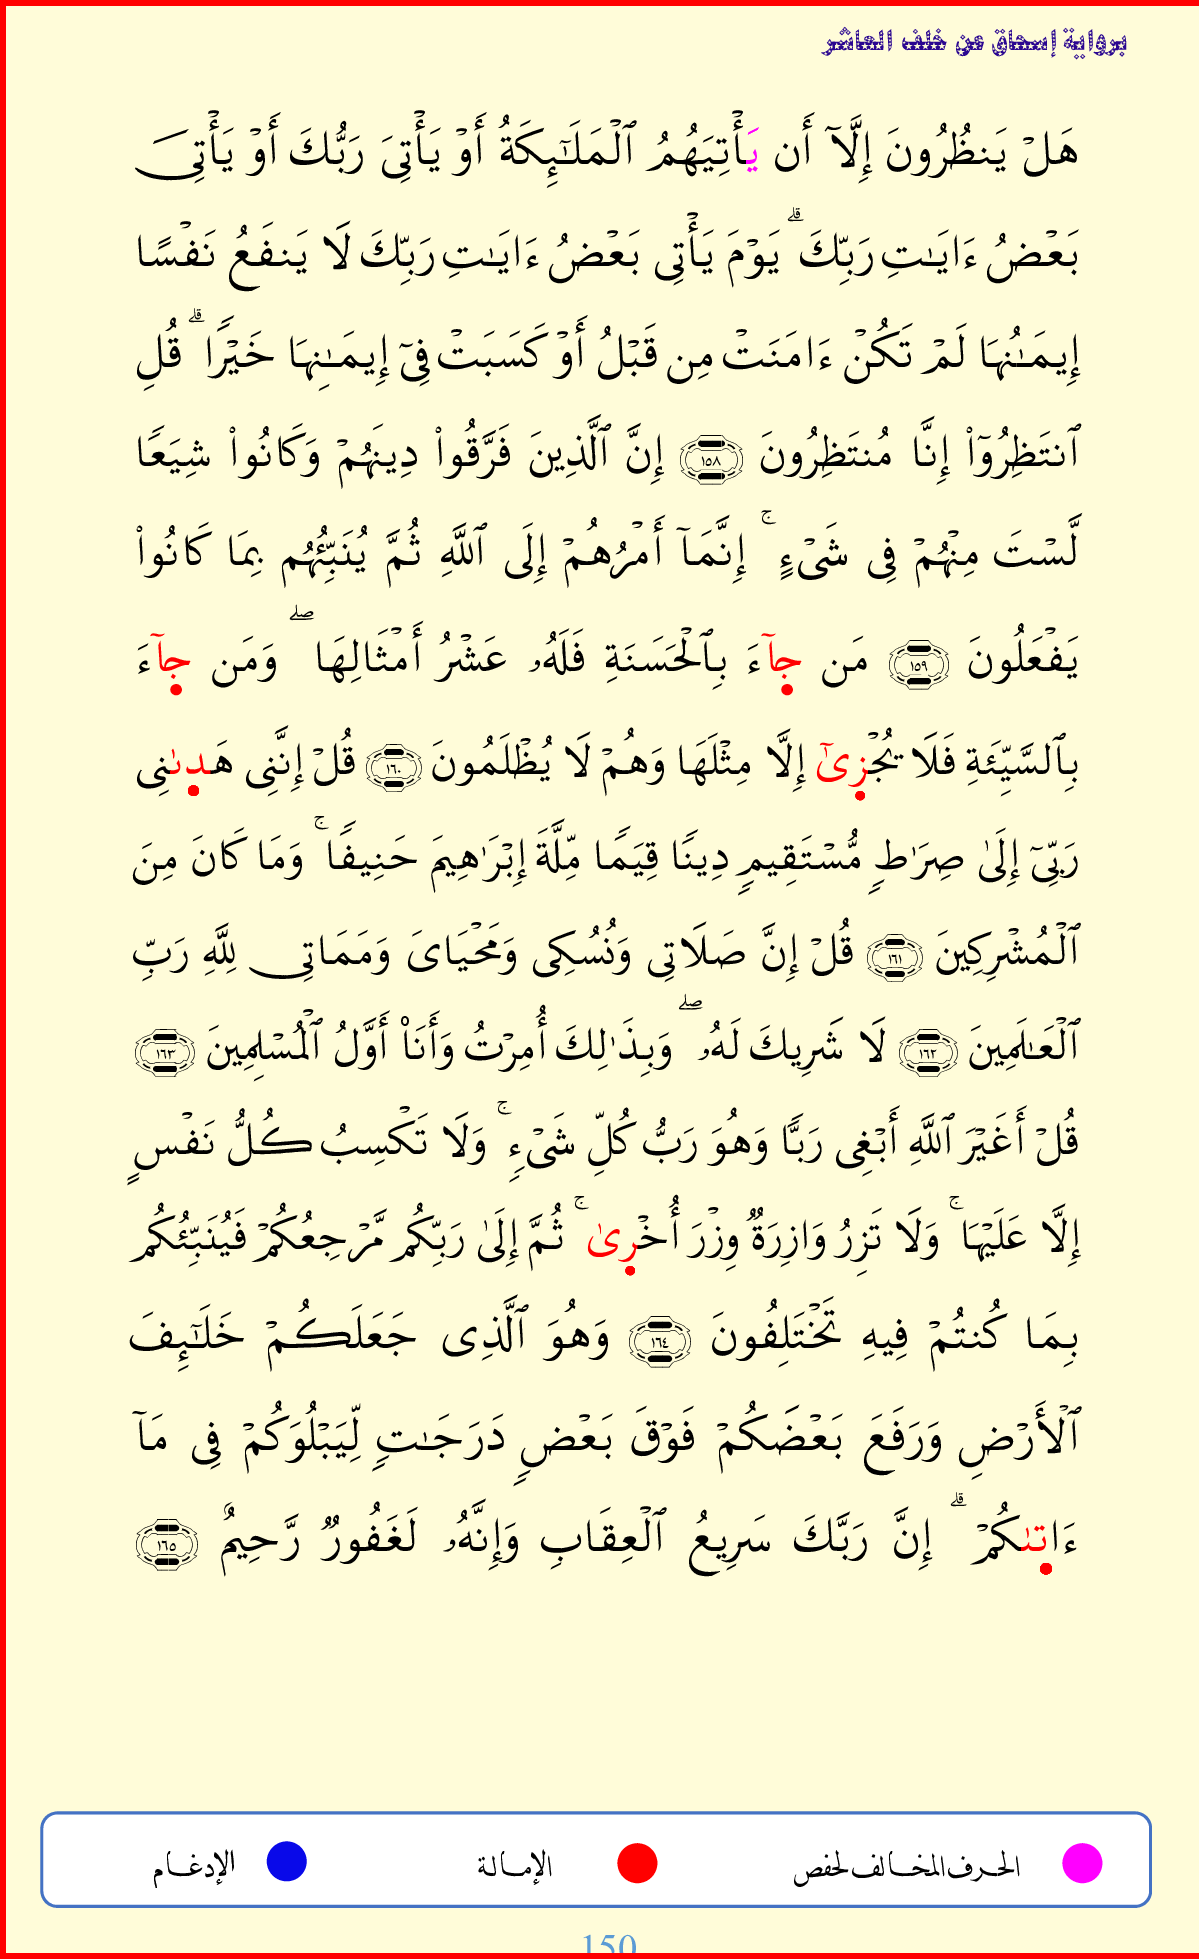 برواية إسحاق عن خلف العاشر
هَلۡ يَنظُرُونَ إِلَّآ أَن يَأۡتِيَهُمُ ٱلۡمَلَٰٓئِكَةُ أَوۡ يَأۡتِيَ رَبُّكَ أَوۡ يَأۡتِيَ
بَعۡضُ ءَايَٰتِ رَبِّكَۗ يَوۡمَ يَأۡتِي بَعۡضُ ءَايَٰتِ رَبِّكَ لَا يَنفَعُ نَفۡسًا
إِيمَٰنُهَا لَمۡ تَكُنۡ ءَامَنَتۡ مِن قَبۡلُ أَوۡ كَسَبَتۡ فِيٓ إِيمَٰنِهَا خَيۡرٗاۗ قُلِ
ٱنتَظِرُوٓاْ إِنَّا مُنتَظِرُونَ ١٥٨ إِنَّ ٱلَّذِينَ فَرَّقُواْ دِينَهُمۡ وَكَانُواْ شِيَعٗا
لَّسۡتَ مِنۡهُمۡ فِي شَيۡءٍۚ إِنَّمَآ أَمۡرُهُمۡ إِلَى ٱللَّهِ ثُمَّ يُنَبِّئُهُم بِمَا كَانُواْ
يَفۡعَلُونَ ١٥٩ مَن جَآءَ بِٱلۡحَسَنَةِ فَلَهُۥ عَشۡرُ أَمۡثَالِهَاۖ وَمَن جَآءَ
بِٱلسَّيِّئَةِ فَلَا يُجۡزِىٰٓ إِلَّا مِثۡلَهَا وَهُمۡ لَا يُظۡلَمُونَ ١٦٠ قُلۡ إِنَّنِي هَدىٰنِي
رَبِّيٓ إِلَىٰ صِرَٰطٖ مُّسۡتَقِيمٖ دِينٗا قِيَمٗا مِّلَّةَ إِبۡرَٰهِيمَ حَنِيفٗاۚ وَمَا كَانَ مِنَ
ٱلۡمُشۡرِكِينَ ١٦١ قُلۡ إِنَّ صَلَاتِي وَنُسُكِي وَمَحۡيَايَ وَمَمَاتِي لِلَّهِ رَبِّ
ٱلۡعَٰلَمِينَ ١٦٢ لَا شَرِيكَ لَهُۥۖ وَبِذَٰلِكَ أُمِرۡتُ وَأَنَا۠ أَوَّلُ ٱلۡمُسۡلِمِينَ ١٦٣
قُلۡ أَغَيۡرَ ٱللَّهِ أَبۡغِي رَبّٗا وَهُوَ رَبُّ كُلِّ شَيۡءٖۚ وَلَا تَكۡسِبُ كُلُّ نَفۡسٍ
إِلَّا عَلَيۡهَاۚ وَلَا تَزِرُ وَازِرَةٞ وِزۡرَ أُخۡرِىٰۚ ثُمَّ إِلَىٰ رَبِّكُم مَّرۡجِعُكُمۡ فَيُنَبِّئُكُم
بِمَا كُنتُمۡ فِيهِ تَخۡتَلِفُونَ ١٦٤ وَهُوَ ٱلَّذِي جَعَلَكُمۡ خَلَٰٓئِفَ
ٱلۡأَرۡضِ وَرَفَعَ بَعۡضَكُمۡ فَوۡقَ بَعۡضٖ دَرَجَٰتٖ لِّيَبۡلُوَكُمۡ فِي مَآ
ءَاتىٰكُمۡۗ إِنَّ رَبَّكَ سَرِيعُ ٱلۡعِقَابِ وَإِنَّهُۥ لَغَفُورٞ رَّحِيمُۢ ١٦٥
الحرف المخالف لحفص الإمالة الإدغام
150